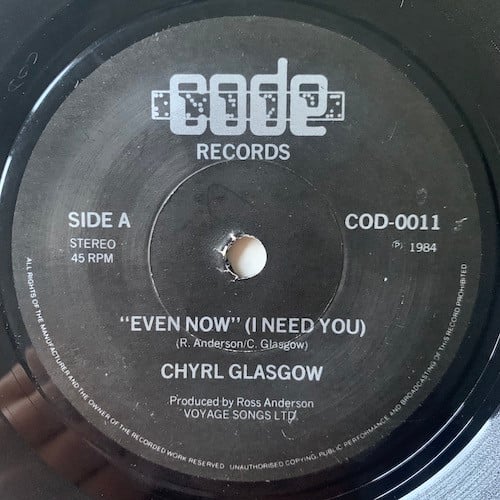 code
RECORDS
SIDE A
COD-0011
STEREO
℗ 1984
45 RPM
"EVEN NOW" (I NEED YOU)
(R. Anderson/C. Glasgow)
CHYRL GLASGOW
Produced by Ross Anderson
VOYAGE SONGS LTD.
ALL RIGHTS OF THE MANUFACTURER AND THE OWNER OF THE RECORDED WORK RESERVED UNAUTHORISED COPYING, PUBLIC PERFORMANCE AND BROADCASTING OF THIS RECORD PROHIBITED